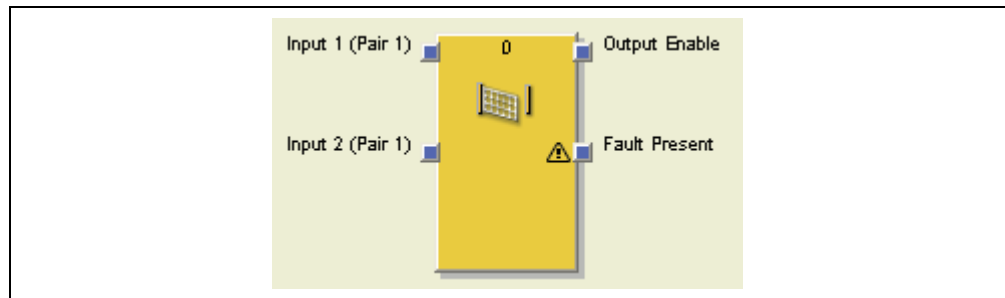 Input 1 (Pair 1)
0
Output Enable
Input 2 (Pair 1)
Fault Present